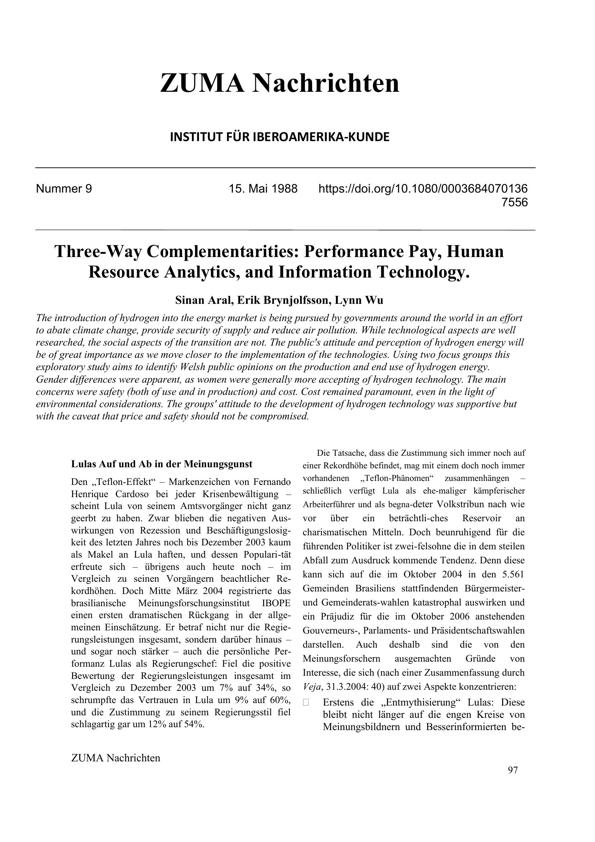 ZUMA Nachrichten
INSTITUT FÜR IBEROAMERIKA-KUNDE
Nummer 9 15. Mai 1988 https://doi.org/10.1080/0003684070136
7556
Three-Way Complementarities: Performance Pay, Human
Resource Analytics, and Information Technology.
Sinan Aral, Erik Brynjolfsson, Lynn Wu
The introduction of hydrogen into the energy market is being pursued by governments around the world in an effort
to abate climate change, provide security of supply and reduce air pollution. While technological aspects are well
researched, the social aspects of the transition are not. The public's attitude and perception of hydrogen energy will
be of great importance as we move closer to the implementation of the technologies. Using two focus groups this
exploratory study aims to identify Welsh public opinions on the production and end use of hydrogen energy.
Gender differences were apparent, as women were generally more accepting of hydrogen technology. The main
concerns were safety (both of use and in production) and cost. Cost remained paramount, even in the light of
environmental considerations. The groups' attitude to the development of hydrogen technology was supportive but
with the caveat that price and safety should not be compromised.
Lulas Auf und Ab in der Meinungsgunst
Den „Teflon-Effekt“ – Markenzeichen von Fernando
Henrique Cardoso bei jeder Krisenbewältigung –
scheint Lula von seinem Amtsvorgänger nicht ganz
geerbt zu haben. Zwar blieben die negativen Aus-
wirkungen von Rezession und Beschäftigungslosig-
keit des letzten Jahres noch bis Dezember 2003 kaum
als Makel an Lula haften, und dessen Populari-tät
erfreute sich – übrigens auch heute noch – im
Vergleich zu seinen Vorgängern beachtlicher Re-
kordhöhen. Doch Mitte März 2004 registrierte das
brasilianische Meinungsforschungsinstitut IBOPE
einen ersten dramatischen Rückgang in der allge-
meinen Einschätzung. Er betraf nicht nur die Regie-
rungsleistungen insgesamt, sondern darüber hinaus –
und sogar noch stärker – auch die persönliche Per-
formanz Lulas als Regierungschef: Fiel die positive
Bewertung der Regierungsleistungen insgesamt im
Vergleich zu Dezember 2003 um 7% auf 34%, so
schrumpfte das Vertrauen in Lula um 9% auf 60%,
und die Zustimmung zu seinem Regierungsstil fiel
schlagartig gar um 12% auf 54%.
Die Tatsache, dass die Zustimmung sich immer noch auf
einer Rekordhöhe befindet, mag mit einem doch noch immer
vorhandenen „Teflon-Phänomen“ zusammenhängen –
schließlich verfügt Lula als ehe-maliger kämpferischer
Arbeiterführer und als begna-deter Volkstribun nach wie
vor über ein beträchtli-ches Reservoir an
charismatischen Mitteln. Doch beunruhigend für die
führenden Politiker ist zwei-felsohne die in dem steilen
Abfall zum Ausdruck kommende Tendenz. Denn diese
kann sich auf die im Oktober 2004 in den 5.561
Gemeinden Brasiliens stattfindenden Bürgermeister-
und Gemeinderats-wahlen katastrophal auswirken und
ein Präjudiz für die im Oktober 2006 anstehenden
Gouverneurs-, Parlaments- und Präsidentschaftswahlen
darstellen. Auch deshalb sind die von den
Meinungsforschern ausgemachten Gründe von
Interesse, die sich (nach einer Zusammenfassung durch
Veja, 31.3.2004: 40) auf zwei Aspekte konzentrieren:
Erstens die „Entmythisierung“ Lulas: Diese
bleibt nicht länger auf die engen Kreise von
Meinungsbildnern und Besserinformierten be-
ZUMA Nachrichten
97